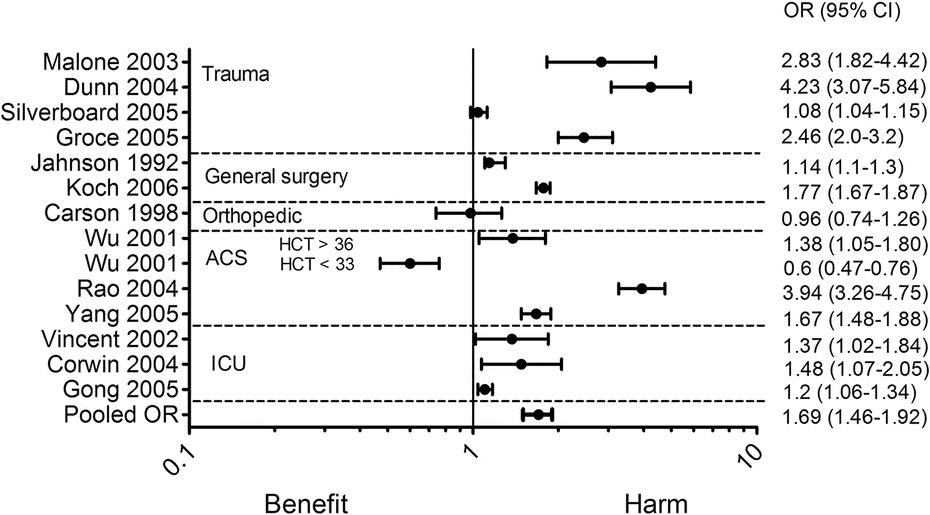 OR (95% CI)
Malone 2003 Trauma 2.83 (1.82-4.42)
Dunn 2004 4.23 (3.07-5.84)
Silverboard 2005 1.08 (1.04-1.15)
Groce 2005 2.46 (2.0-3.2)
Jahnson 1992 General surgery 1.14 (1.1-1.3)
Koch 2006 1.77 (1.67-1.87)
Carson 1998 Orthopedic 0.96 (0.74-1.26)
Wu 2001 ACS HCT > 36 1.38 (1.05-1.80)
Wu 2001 HCT < 33 0.6 (0.47-0.76)
Rao 2004 3.94 (3.26-4.75)
Yang 2005 1.67 (1.48-1.88)
Vincent 2002 ICU 1.37 (1.02-1.84)
Corwin 2004 1.48 (1.07-2.05)
Gong 2005 1.2 (1.06-1.34)
Pooled OR 1.69 (1.46-1.92)
0.1 1 10
Benefit Harm